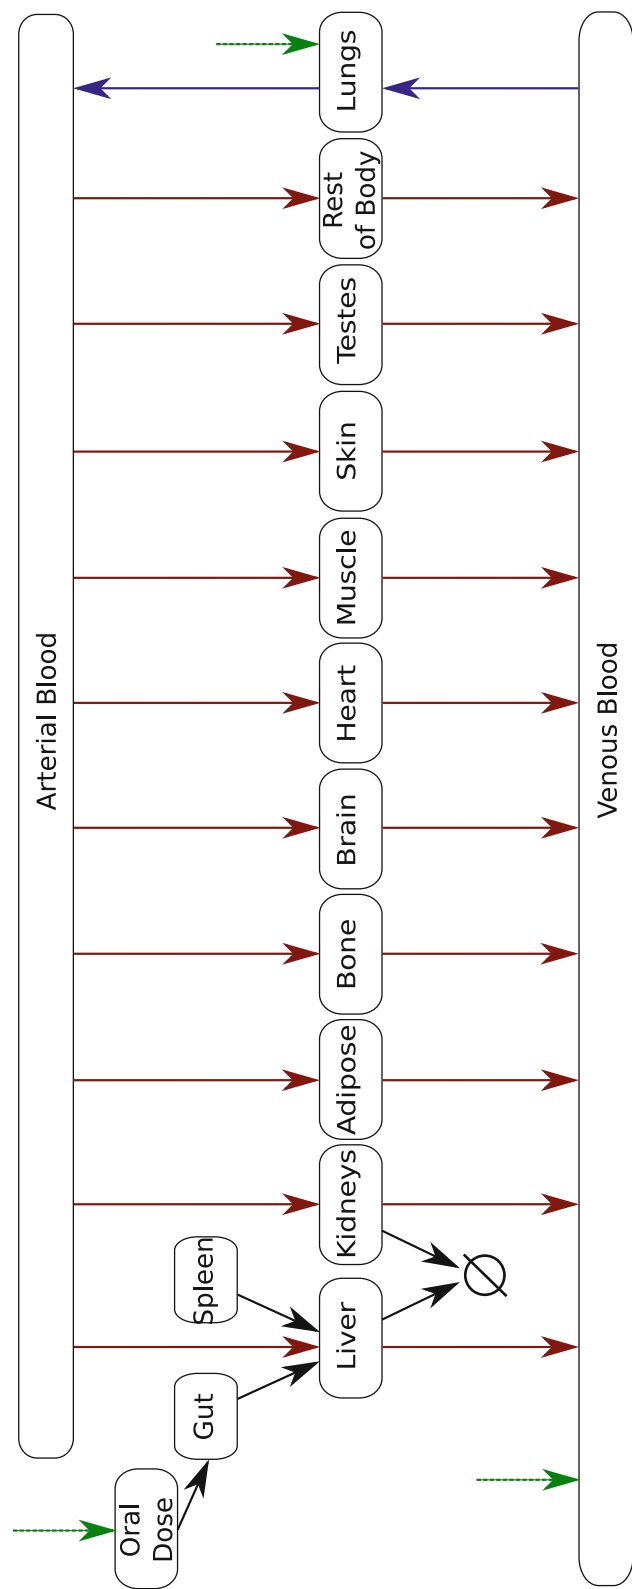 Arterial Blood
Oral
Dose
Gut
Spleen
Liver
Kidneys
Adipose
Bone
Brain
Heart
Muscle
Skin
Testes
Rest
of Body
Lungs
Venous Blood
∅